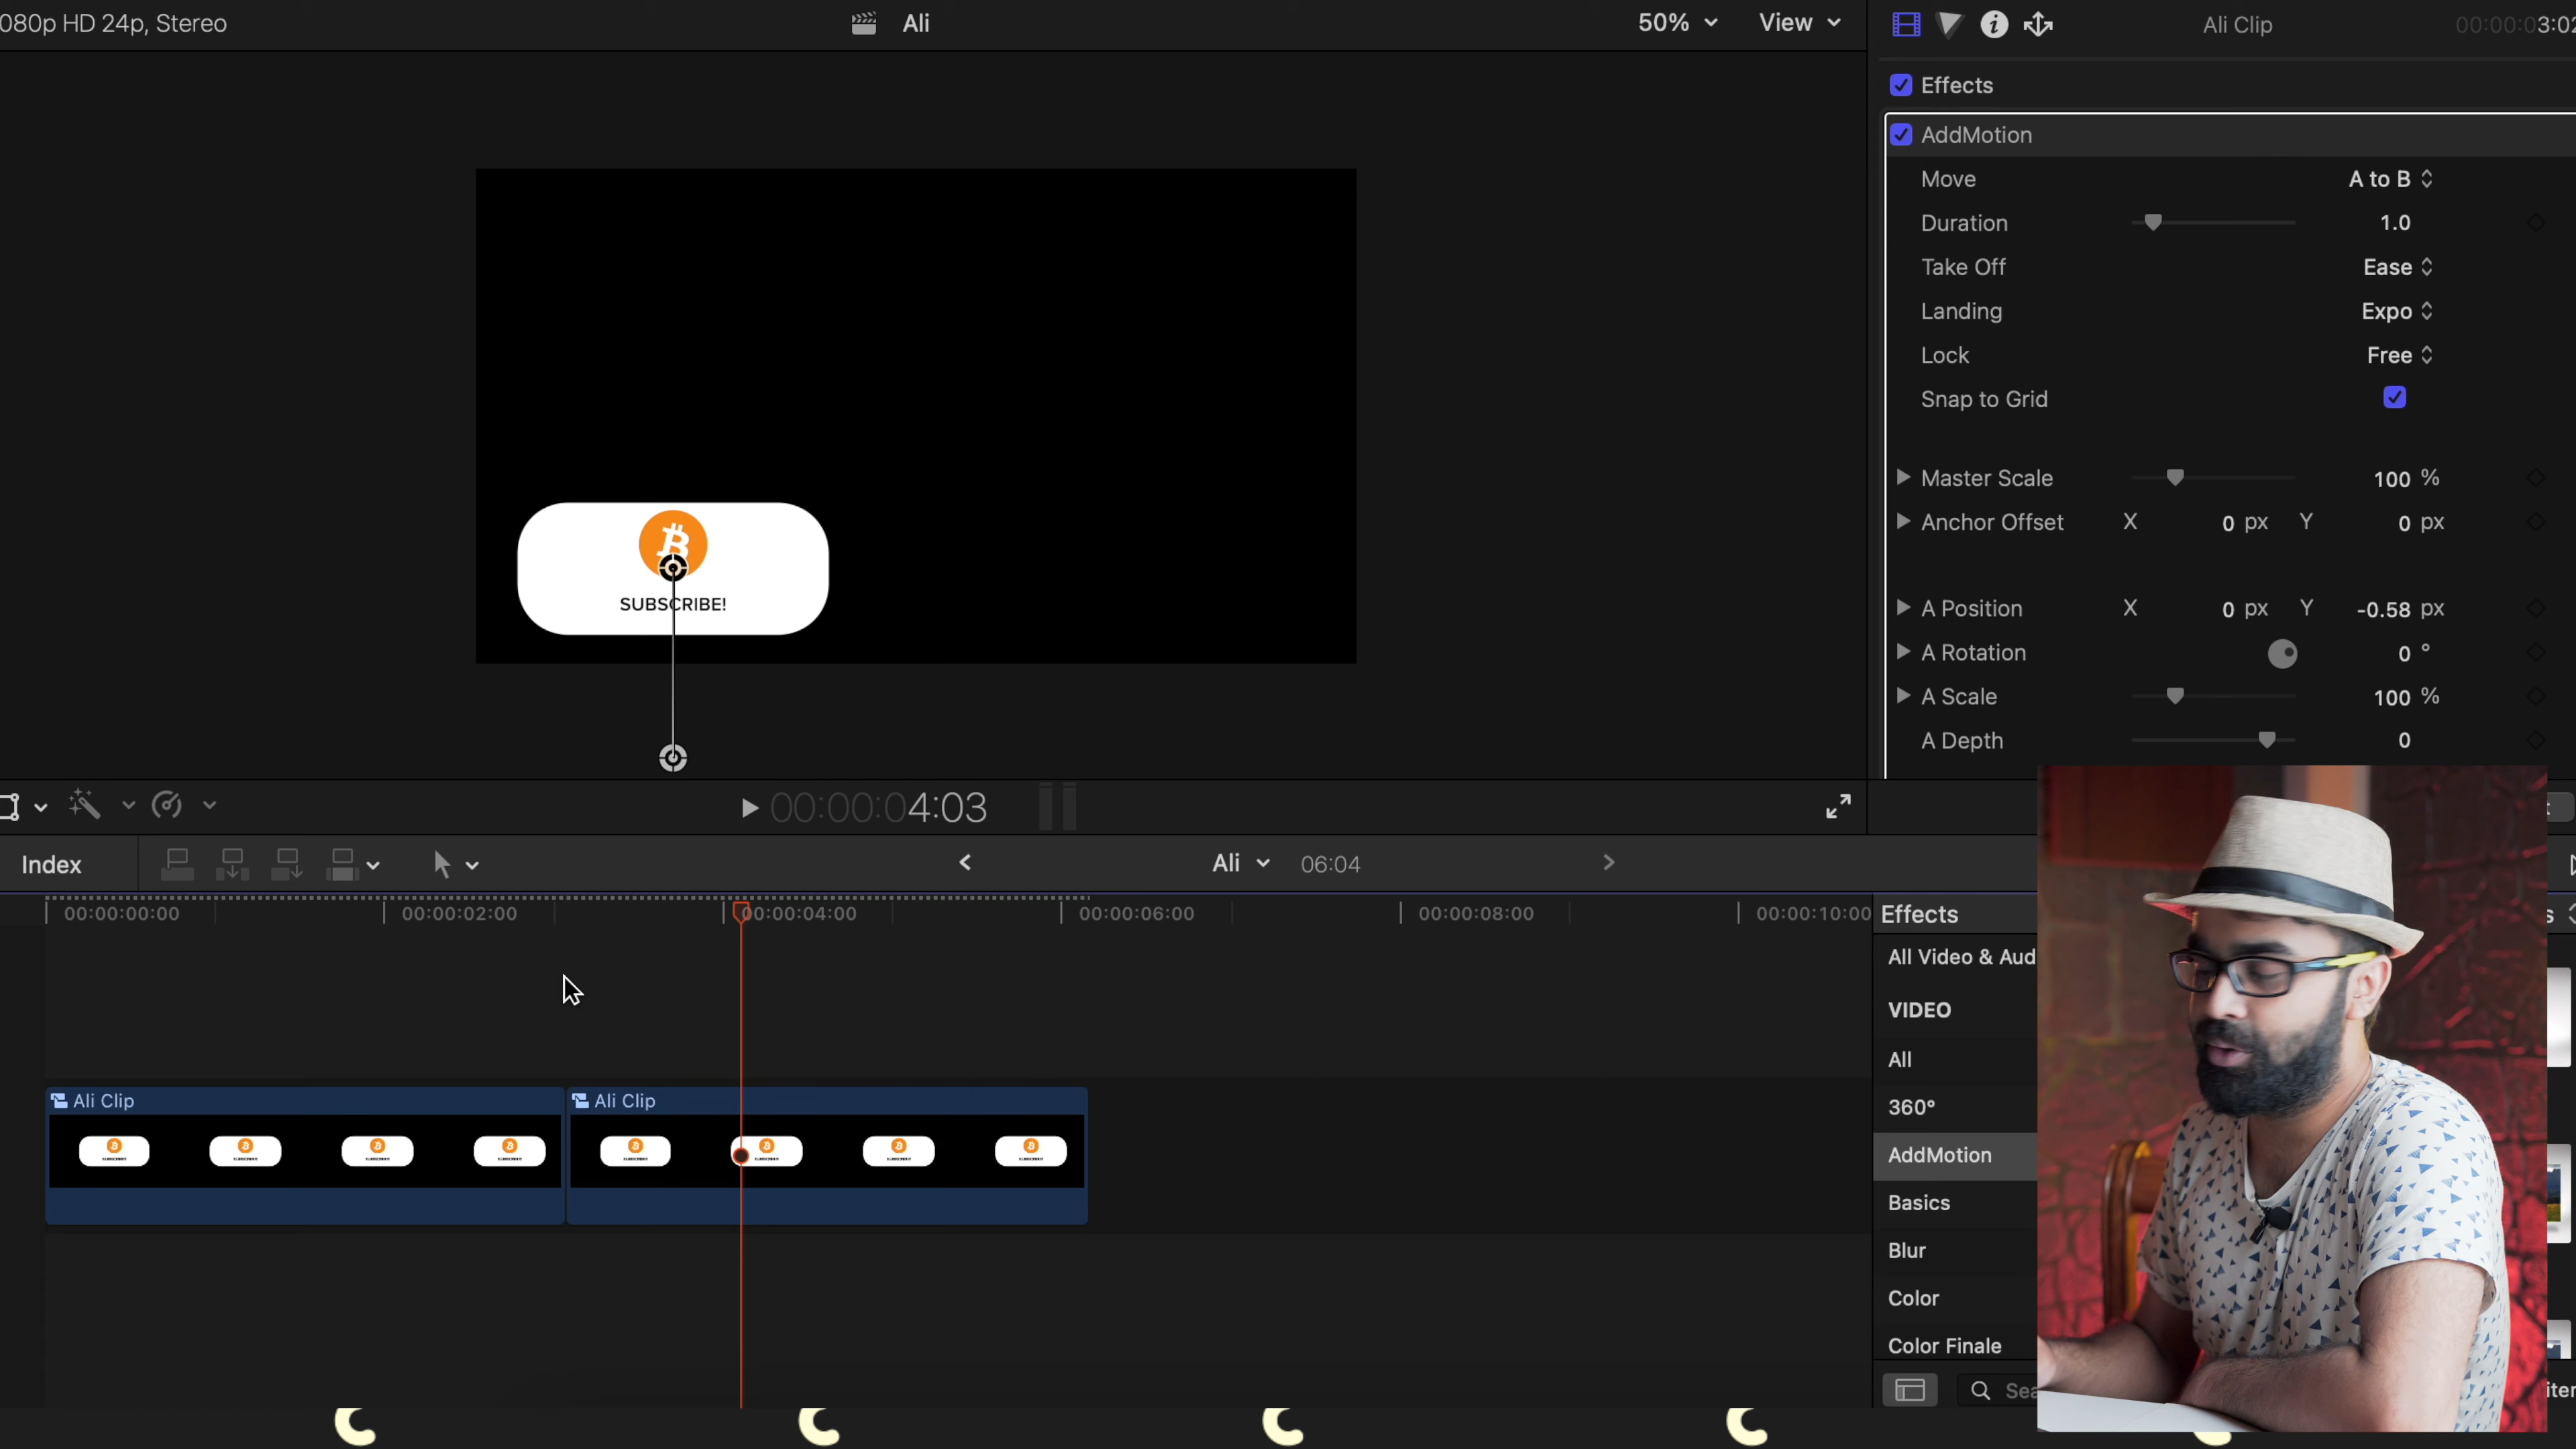 080p HD 24p, Stereo
Ali
50%
View
Ali Clip
00:00:03:02
Effects
AddMotion
Move A to B
Duration 1.0
Take Off Ease
Landing Expo
Lock Free
Snap to Grid
Master Scale 100 %
Anchor Offset X 0 px Y 0 px
A Position X 0 px Y -0.58 px
A Rotation 0 °
A Scale 100 %
A Depth 0
SUBSCRIBE!
00:00:04:03
Index
Ali 06:04
00:00:00:00
00:00:02:00
00:00:04:00
00:00:06:00
00:00:08:00
00:00:10:00
Ali Clip
Ali Clip
Effects
All Video & Aud
VIDEO
All
360°
AddMotion
Basics
Blur
Color
Color Finale